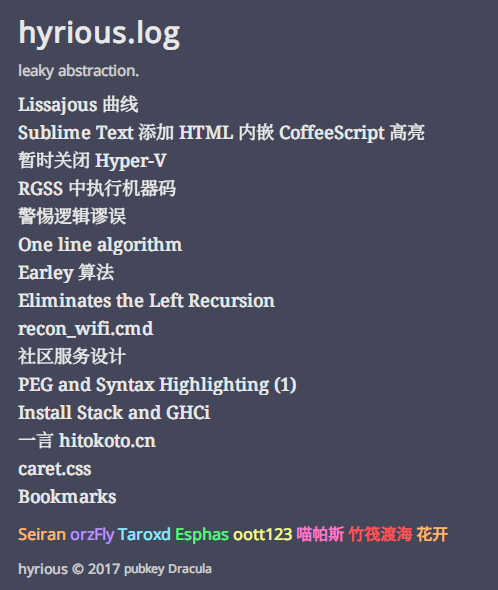 hyrious.log
leaky abstraction.
Lissajous 曲线
Sublime Text 添加 HTML 内嵌 CoffeeScript 高亮
暂时关闭 Hyper-V
RGSS 中执行机器码
警惕逻辑谬误
One line algorithm
Earley 算法
Eliminates the Left Recursion
recon_wifi.cmd
社区服务设计
PEG and Syntax Highlighting (1)
Install Stack and GHCi
一言 hitokoto.cn
caret.css
Bookmarks
Seiran orzFly Taroxd Esphas oott123 喵帕斯 竹筏渡海 花开
hyrious © 2017 pubkey Dracula